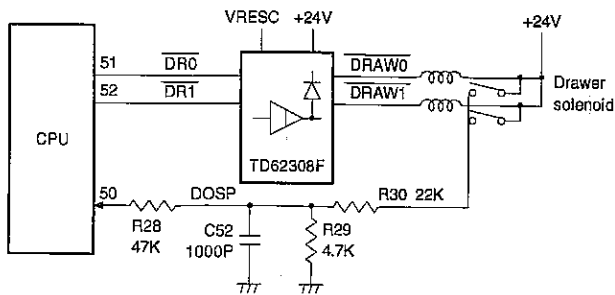 VRESC +24V
+24V
51 DR0 DRAW0
52 DR1 DRAW1
Drawer
solenoid
CPU
TD62308F
50 DOSP R30 22K
R28
47K
C52
1000P
R29
4.7K